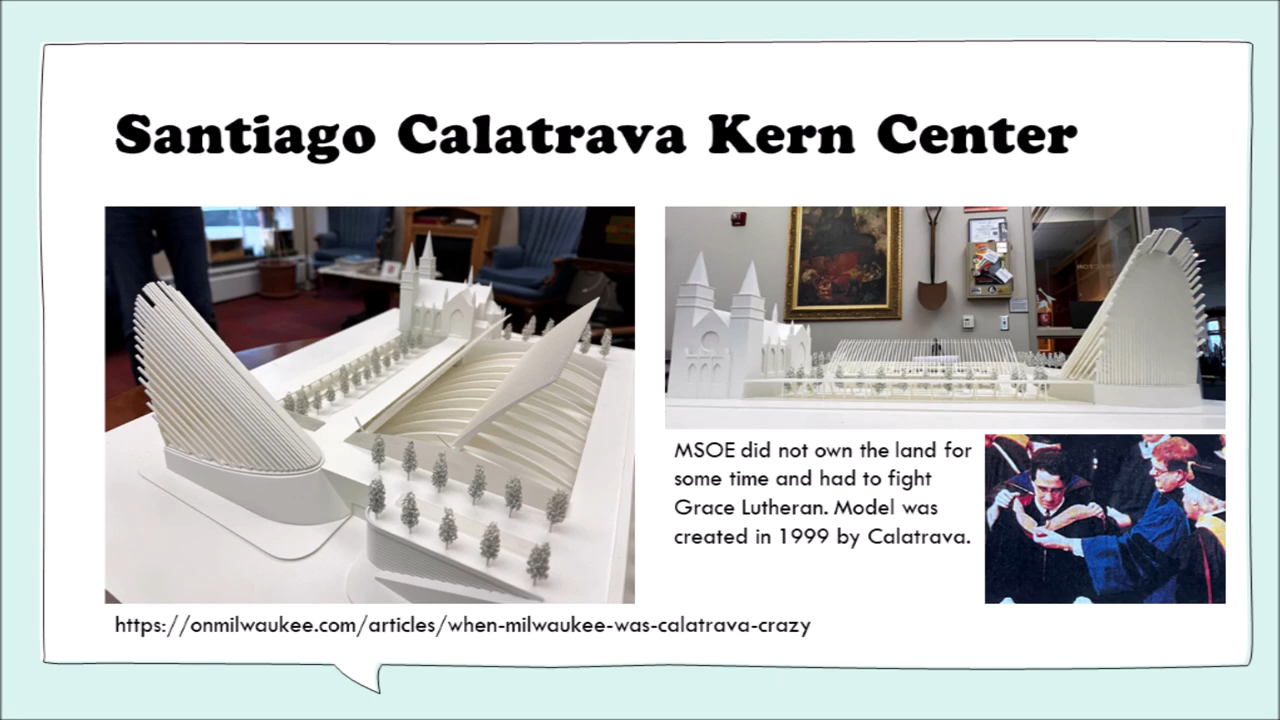 Santiago Calatrava Kern Center
MSOE did not own the land for
some time and had to fight
Grace Lutheran. Model was
created in 1999 by Calatrava.
https://onmilwaukee.com/articles/when-milwaukee-was-calatrava-crazy